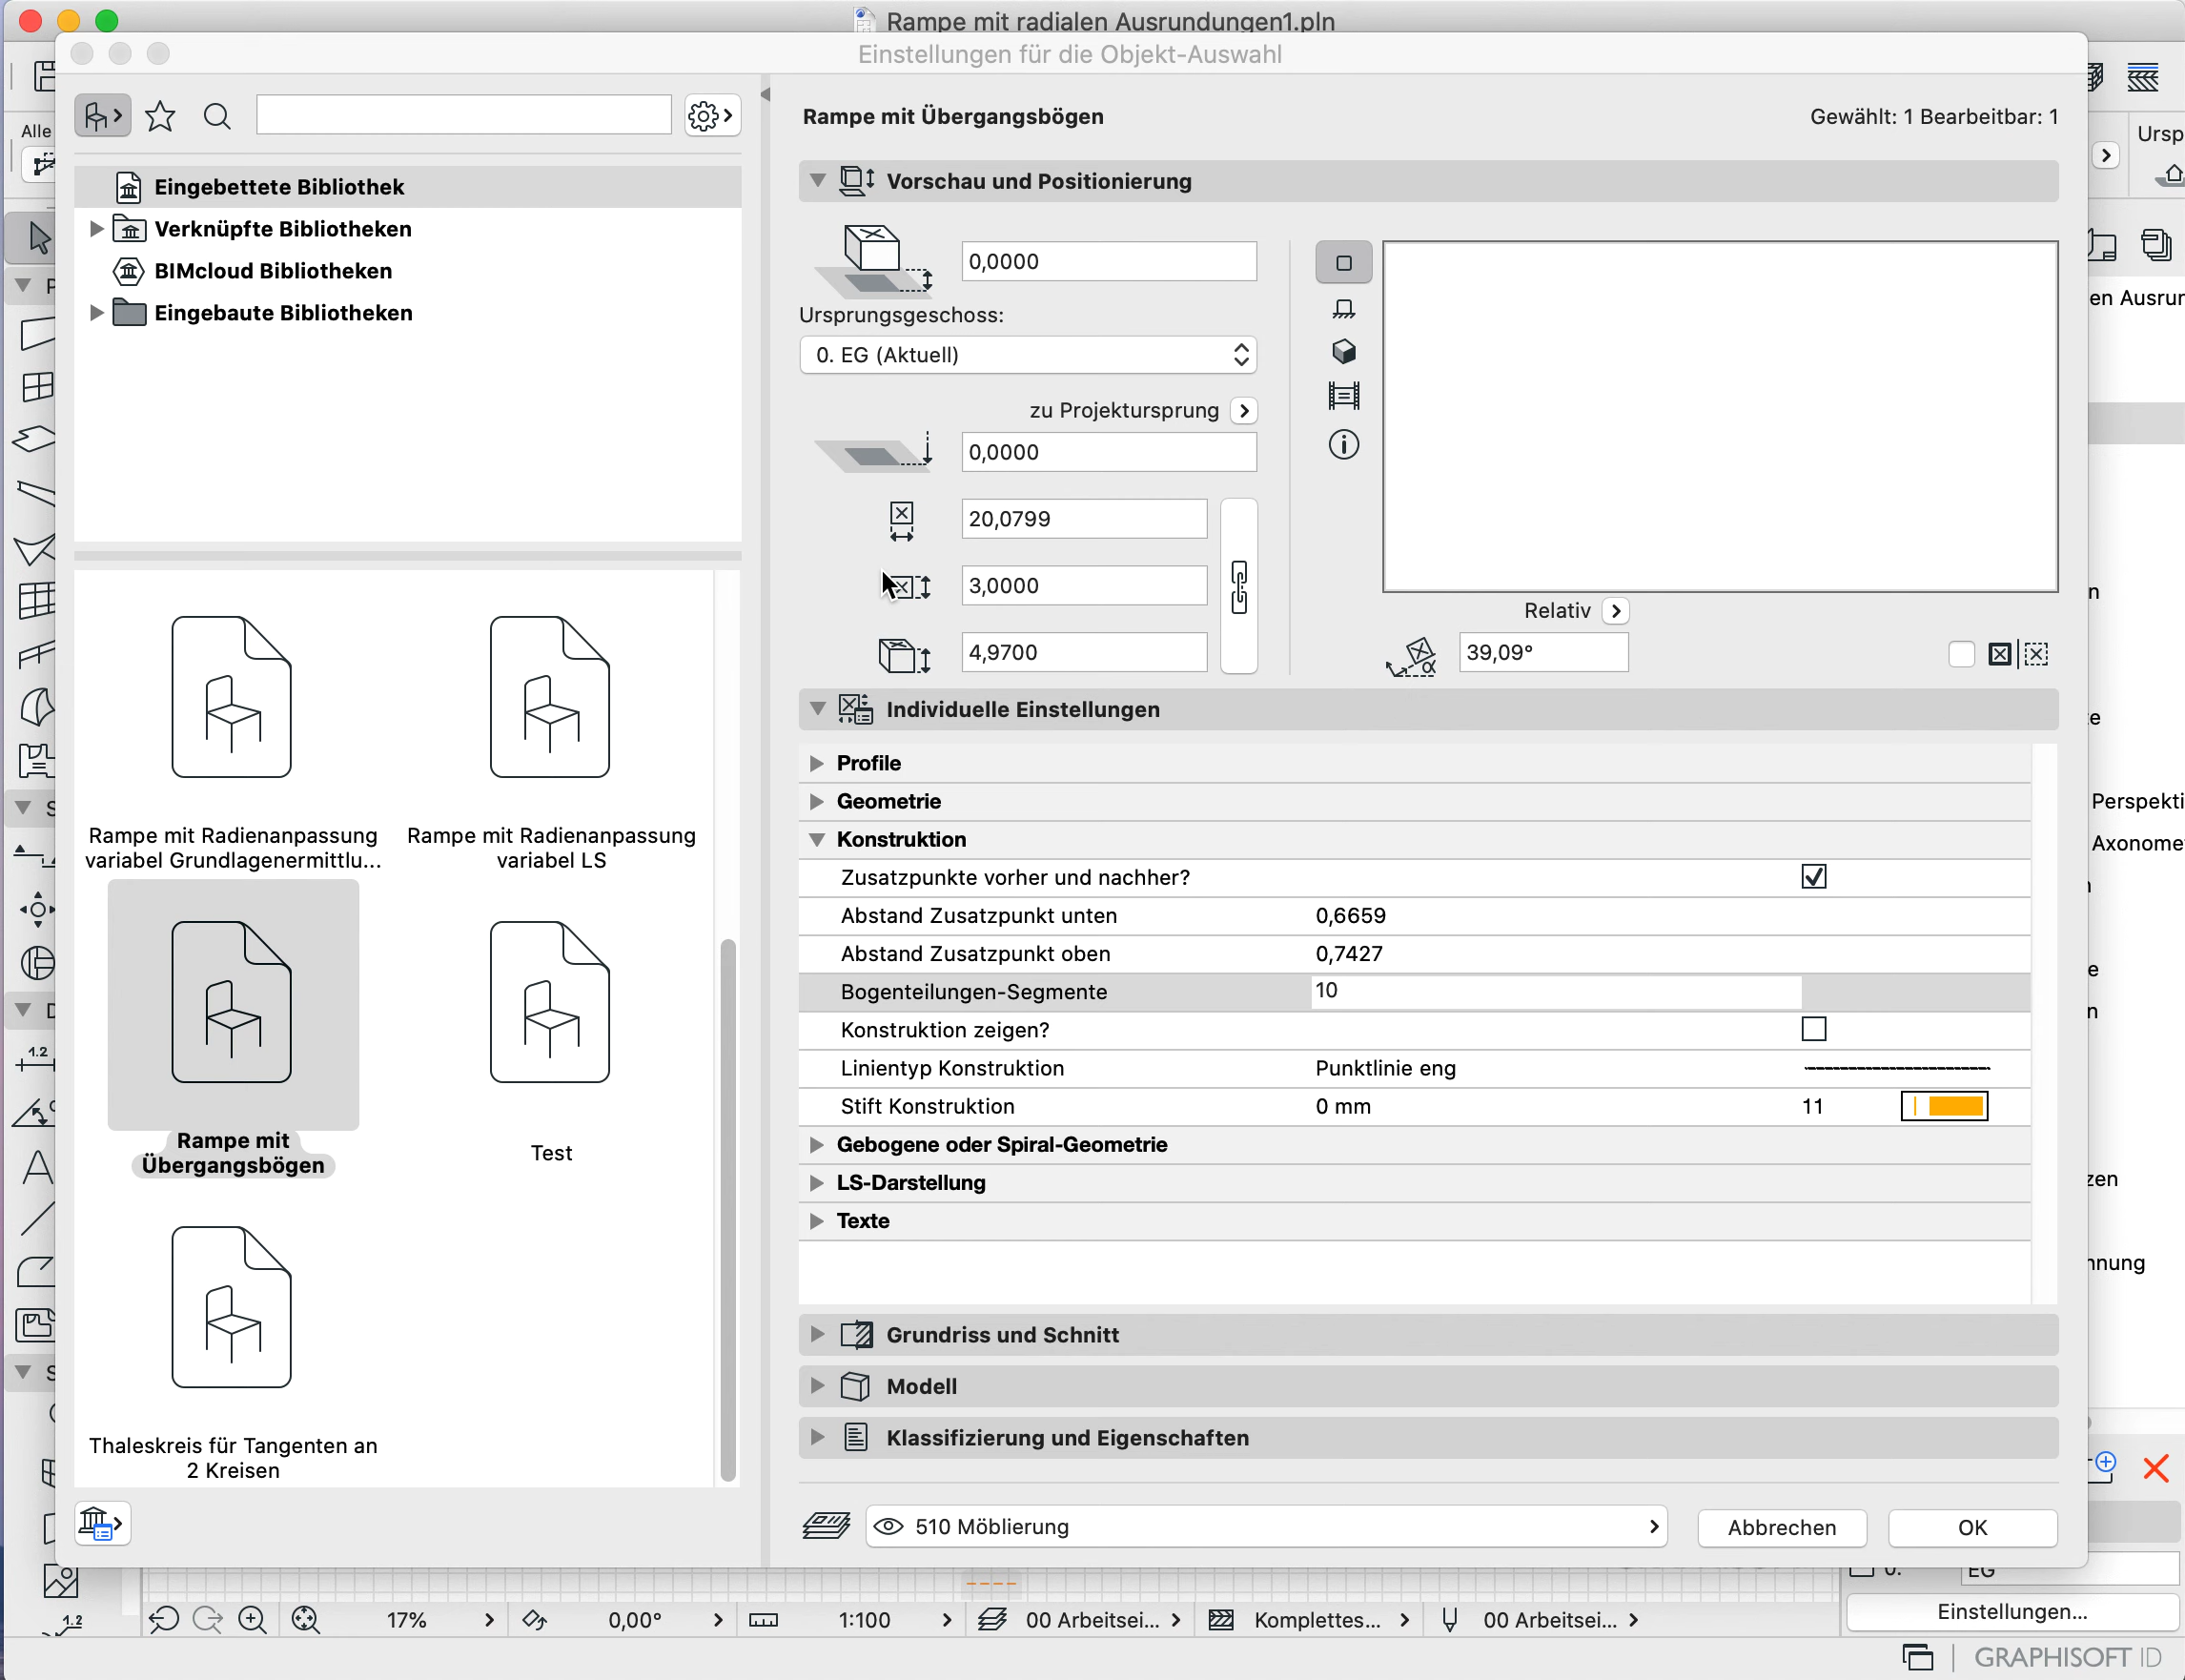 Rampe mit radialen Ausrundungen1.pln
Einstellungen für die Objekt-Auswahl
Alle
Eingebettete Bibliothek
Verknüpfte Bibliotheken
BIMcloud Bibliotheken
Eingebaute Bibliotheken
Rampe mit Radienanpassung
variabel Grundlagenermittlu...
Rampe mit Radienanpassung
variabel LS
Rampe mit
Übergangsbögen
Test
Thaleskreis für Tangenten an
2 Kreisen
Rampe mit Übergangsbögen
Gewählt: 1 Bearbeitbar: 1
Vorschau und Positionierung
0,0000
Ursprungsgeschoss:
0. EG (Aktuell)
zu Projektursprung
0,0000
20,0799
3,0000
4,9700
Relativ
39,09°
α
Individuelle Einstellungen
Profile
Geometrie
Konstruktion
Zusatzpunkte vorher und nachher?
Abstand Zusatzpunkt unten 0,6659
Abstand Zusatzpunkt oben 0,7427
Bogenteilungen-Segmente 10
Konstruktion zeigen?
Linientyp Konstruktion Punktlinie eng
Stift Konstruktion 0 mm 11
Gebogene oder Spiral-Geometrie
LS-Darstellung
Texte
Grundriss und Schnitt
Modell
Klassifizierung und Eigenschaften
510 Möblierung
Abbrechen
OK
Ursp
en Ausrun
n
e
Perspekti
Axonome
e
n
zen
nnung
1.2
A
1.2
17%
0,00°
1:100
00 Arbeitsei...
Komplettes...
00 Arbeitsei...
0.
EG
Einstellungen...
GRAPHISOFT ID